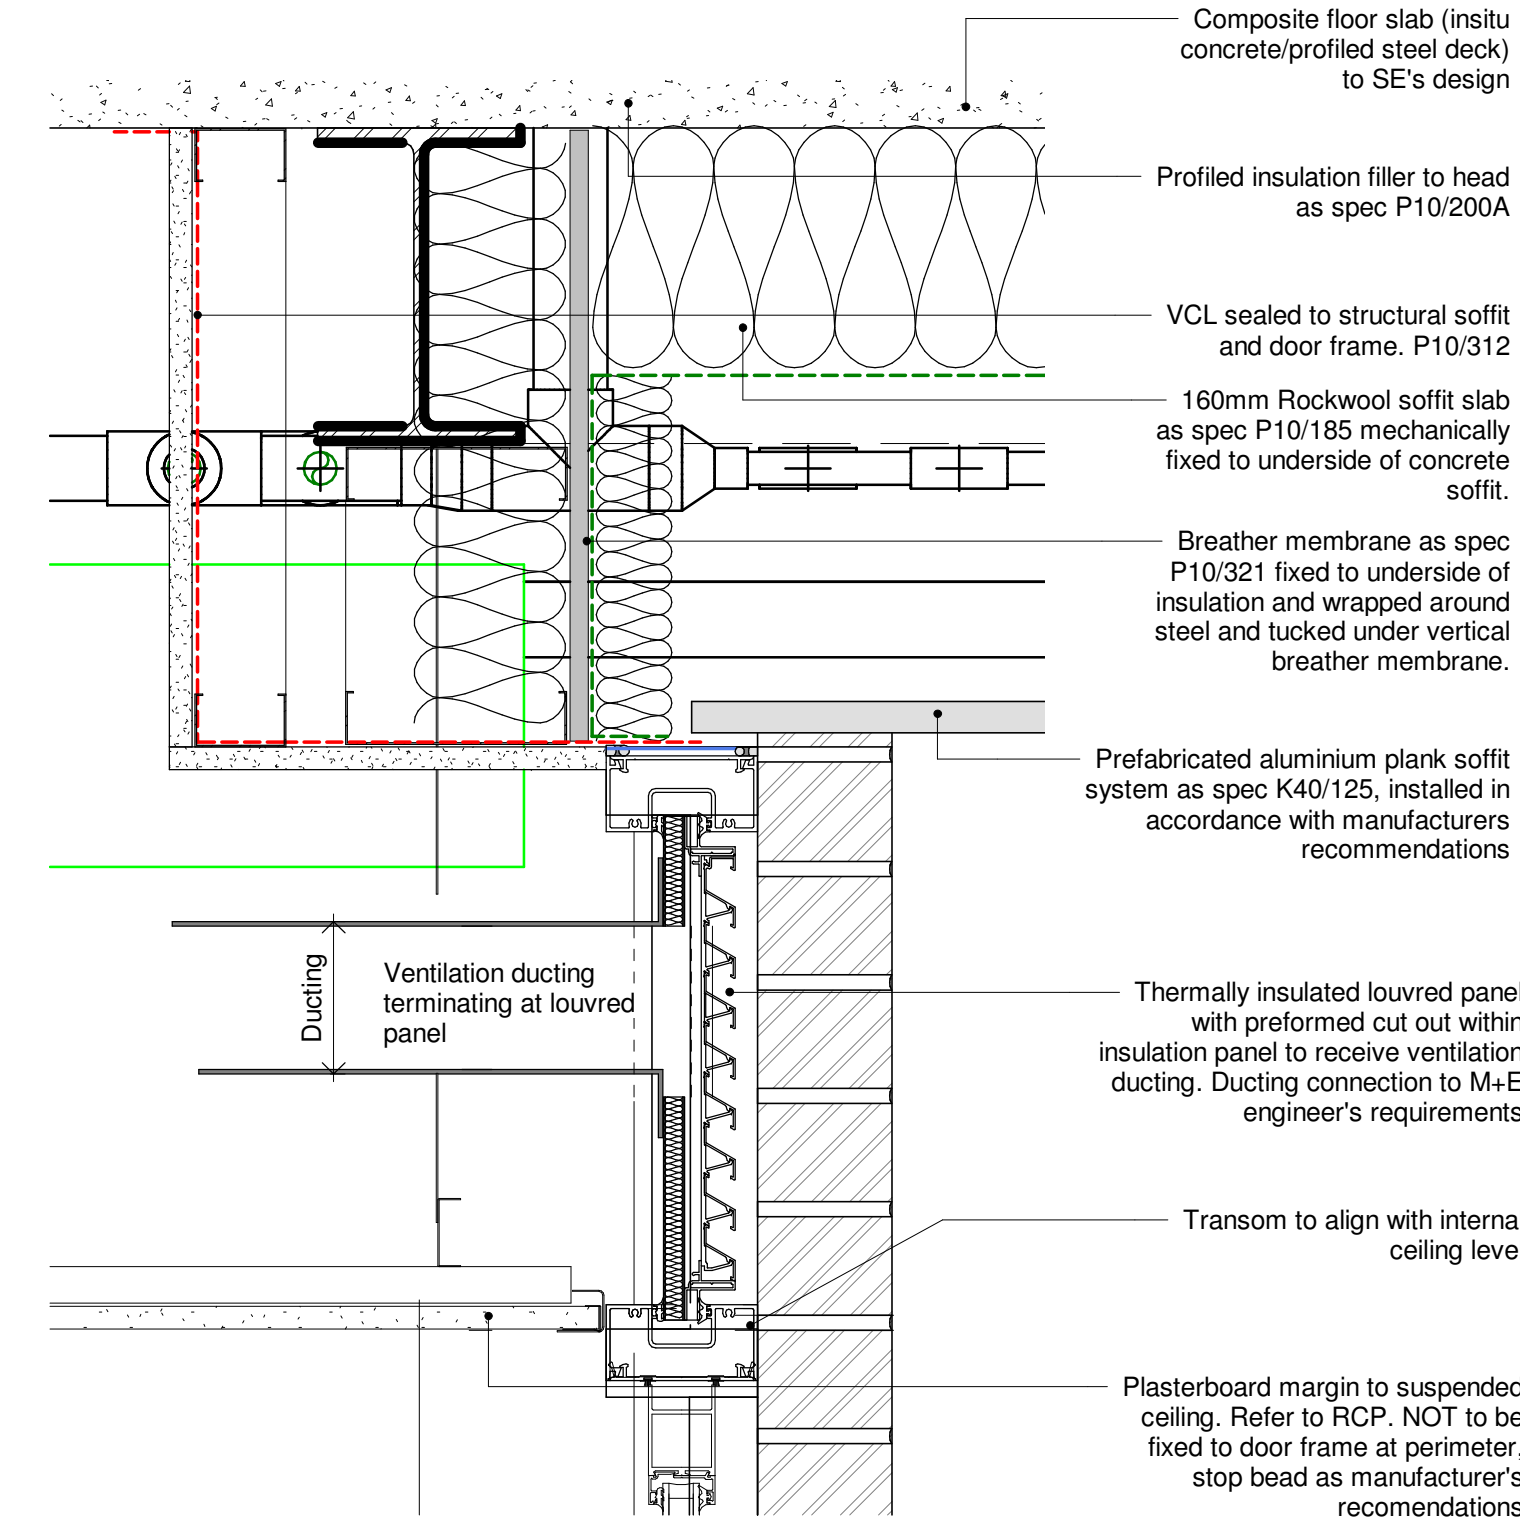 Composite floor slab (insitu
concrete/profiled steel deck)
to SE's design
Profiled insulation filler to head
as spec P10/200A
VCL sealed to structural soffit
and door frame. P10/312
160mm Rockwool soffit slab
as spec P10/185 mechanically
fixed to underside of concrete
soffit.
Breather membrane as spec
P10/321 fixed to underside of
insulation and wrapped around
steel and tucked under vertical
breather membrane.
Prefabricated aluminium plank soffit
system as spec K40/125, installed in
accordance with manufacturers
recommendations
Ducting
Ventilation ducting
terminating at louvred
panel
Thermally insulated louvred panel
with preformed cut out within
insulation panel to receive ventilation
ducting. Ducting connection to M+E
engineer's requirements
Transom to align with interna
ceiling leve
Plasterboard margin to suspended
ceiling. Refer to RCP. NOT to be
fixed to door frame at perimeter,
stop bead as manufacturer's
recomendations